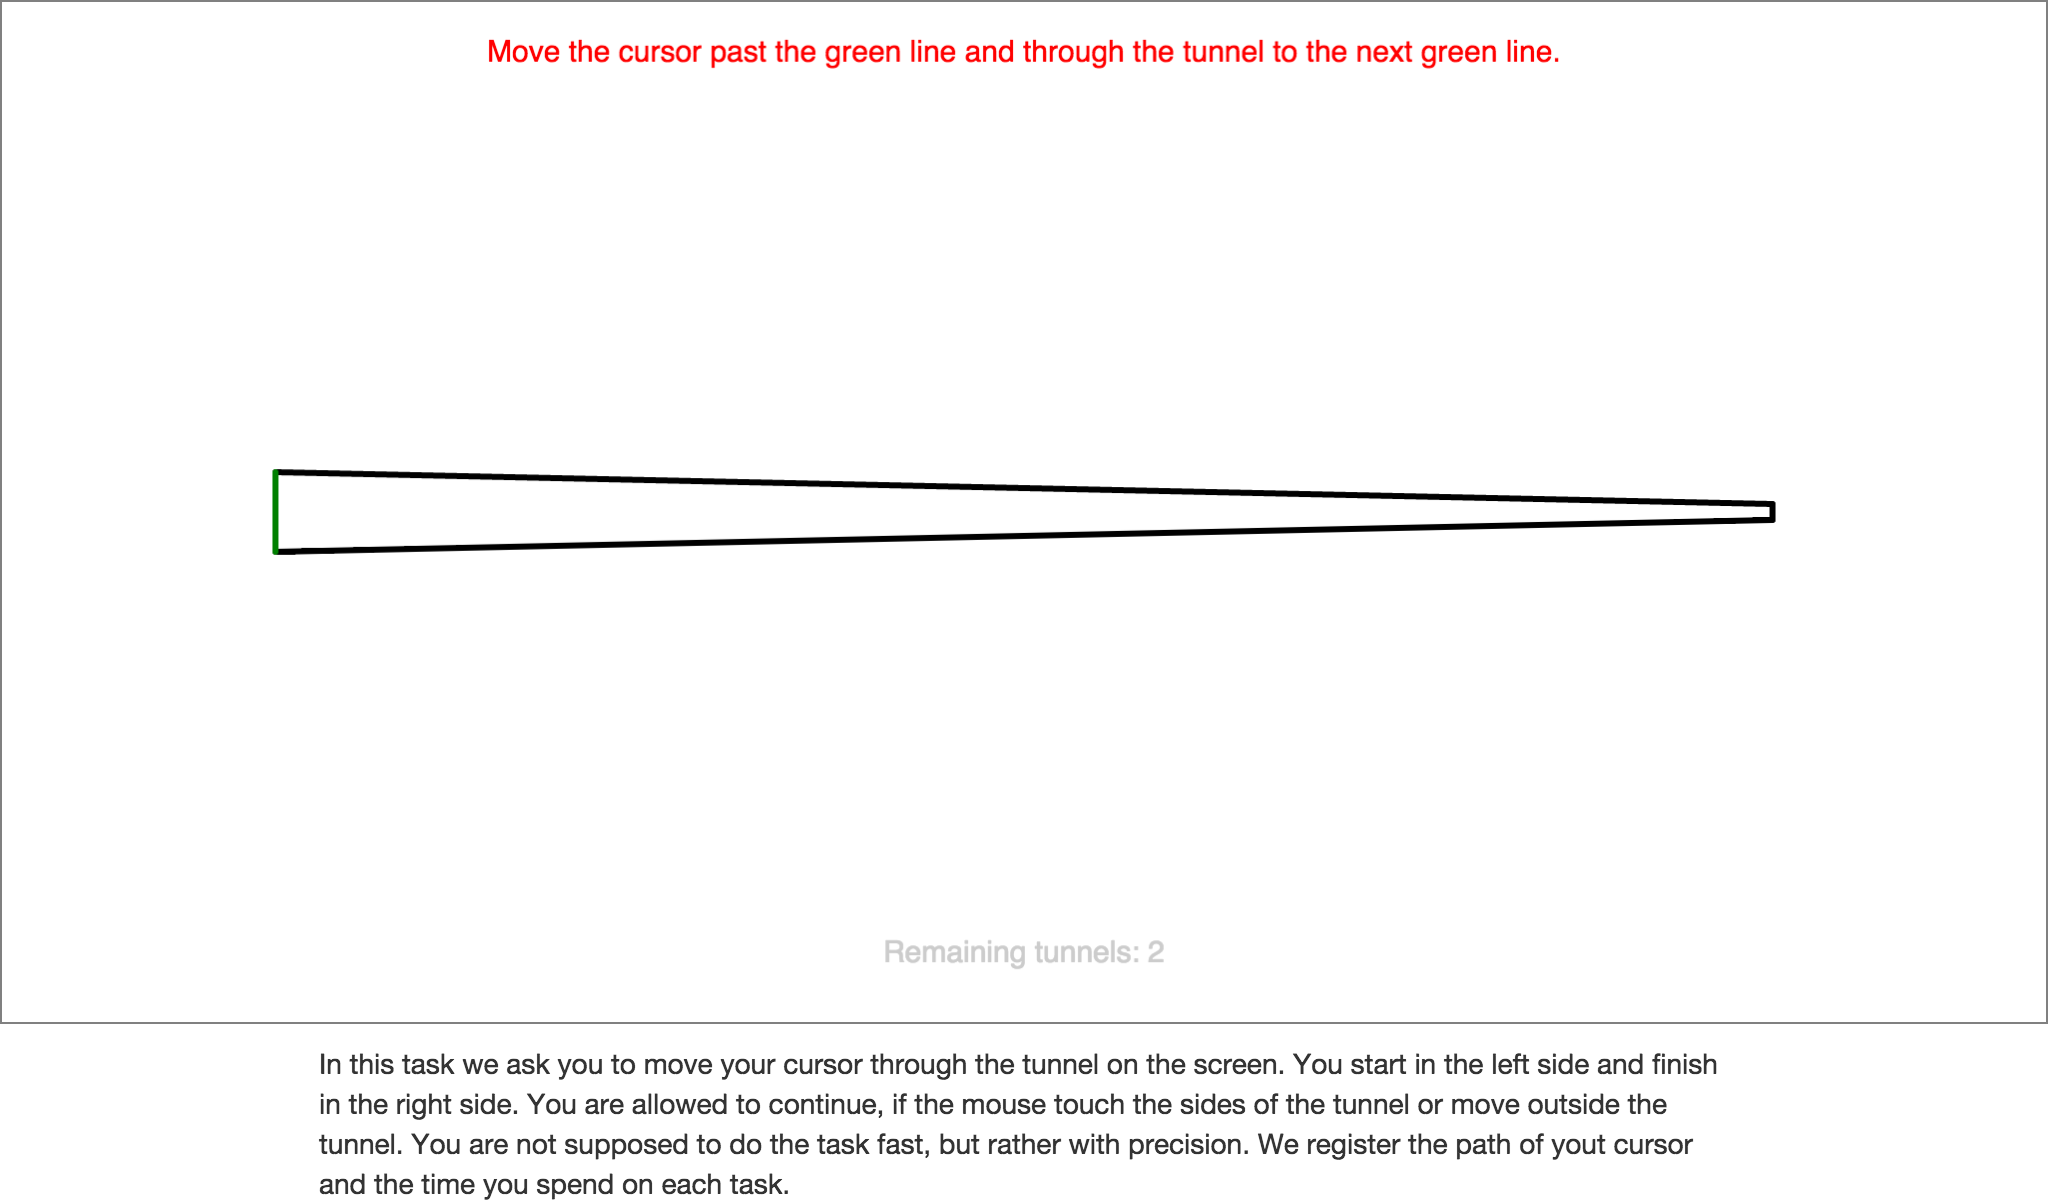 Move the cursor past the green line and through the tunnel to the next green line.
Remaining tunnels: 2
In this task we ask you to move your cursor through the tunnel on the screen. You start in the left side and finish
in the right side. You are allowed to continue, if the mouse touch the sides of the tunnel or move outside the
tunnel. You are not supposed to do the task fast, but rather with precision. We register the path of yout cursor
and the time you spend on each task.